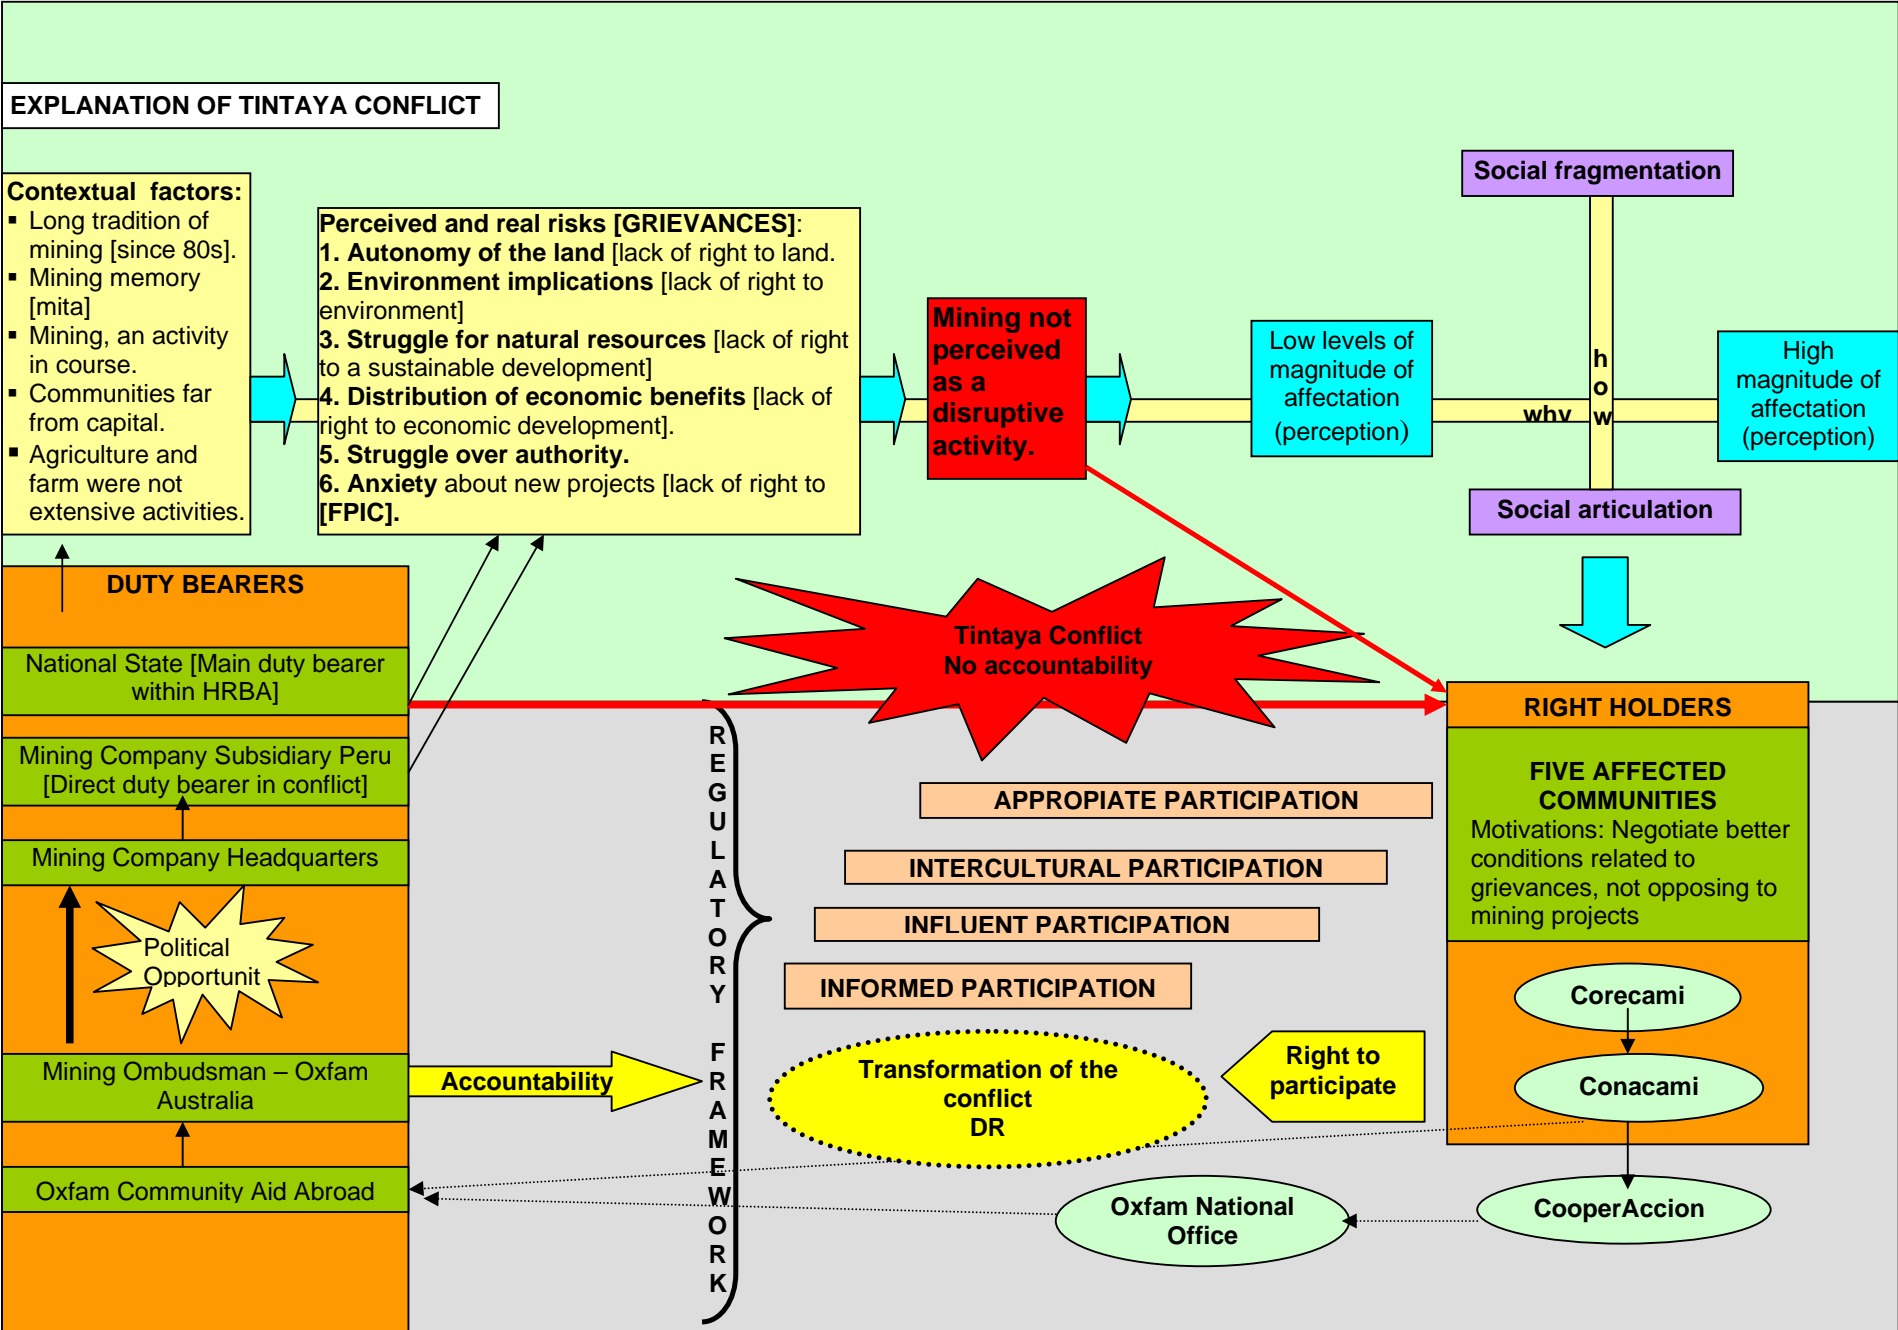 EXPLANATION OF TINTAYA CONFLICT
Contextual factors:
▪ Long tradition of
mining [since 80s].
▪ Mining memory
[mita]
▪ Mining, an activity
in course.
▪ Communities far
from capital.
▪ Agriculture and
farm were not
extensive activities.
Perceived and real risks [GRIEVANCES]:
1. Autonomy of the land [lack of right to land.
2. Environment implications [lack of right to
environment]
3. Struggle for natural resources [lack of right
to a sustainable development]
4. Distribution of economic benefits [lack of
right to economic development].
5. Struggle over authority.
6. Anxiety about new projects [lack of right to
[FPIC].
Mining not
perceived
as a
disruptive
activity.
Low levels of
magnitude of
affectation
(perception)
Social fragmentation
h
o
w
why
Social articulation
High
magnitude of
affectation
(perception)
DUTY BEARERS
National State [Main duty bearer
within HRBA]
Mining Company Subsidiary Peru
[Direct duty bearer in conflict]
Mining Company Headquarters
Political
Opportunit
Mining Ombudsman – Oxfam
Australia
Oxfam Community Aid Abroad
Accountability
R
E
G
U
L
A
T
O
R
Y
F
R
A
M
E
W
O
R
K
Tintaya Conflict
No accountability
APPROPIATE PARTICIPATION
INTERCULTURAL PARTICIPATION
INFLUENT PARTICIPATION
INFORMED PARTICIPATION
Transformation of the
conflict
DR
Right to
participate
Oxfam National
Office
RIGHT HOLDERS
FIVE AFFECTED
COMMUNITIES
Motivations: Negotiate better
conditions related to
grievances, not opposing to
mining projects
Corecami
Conacami
CooperAccion